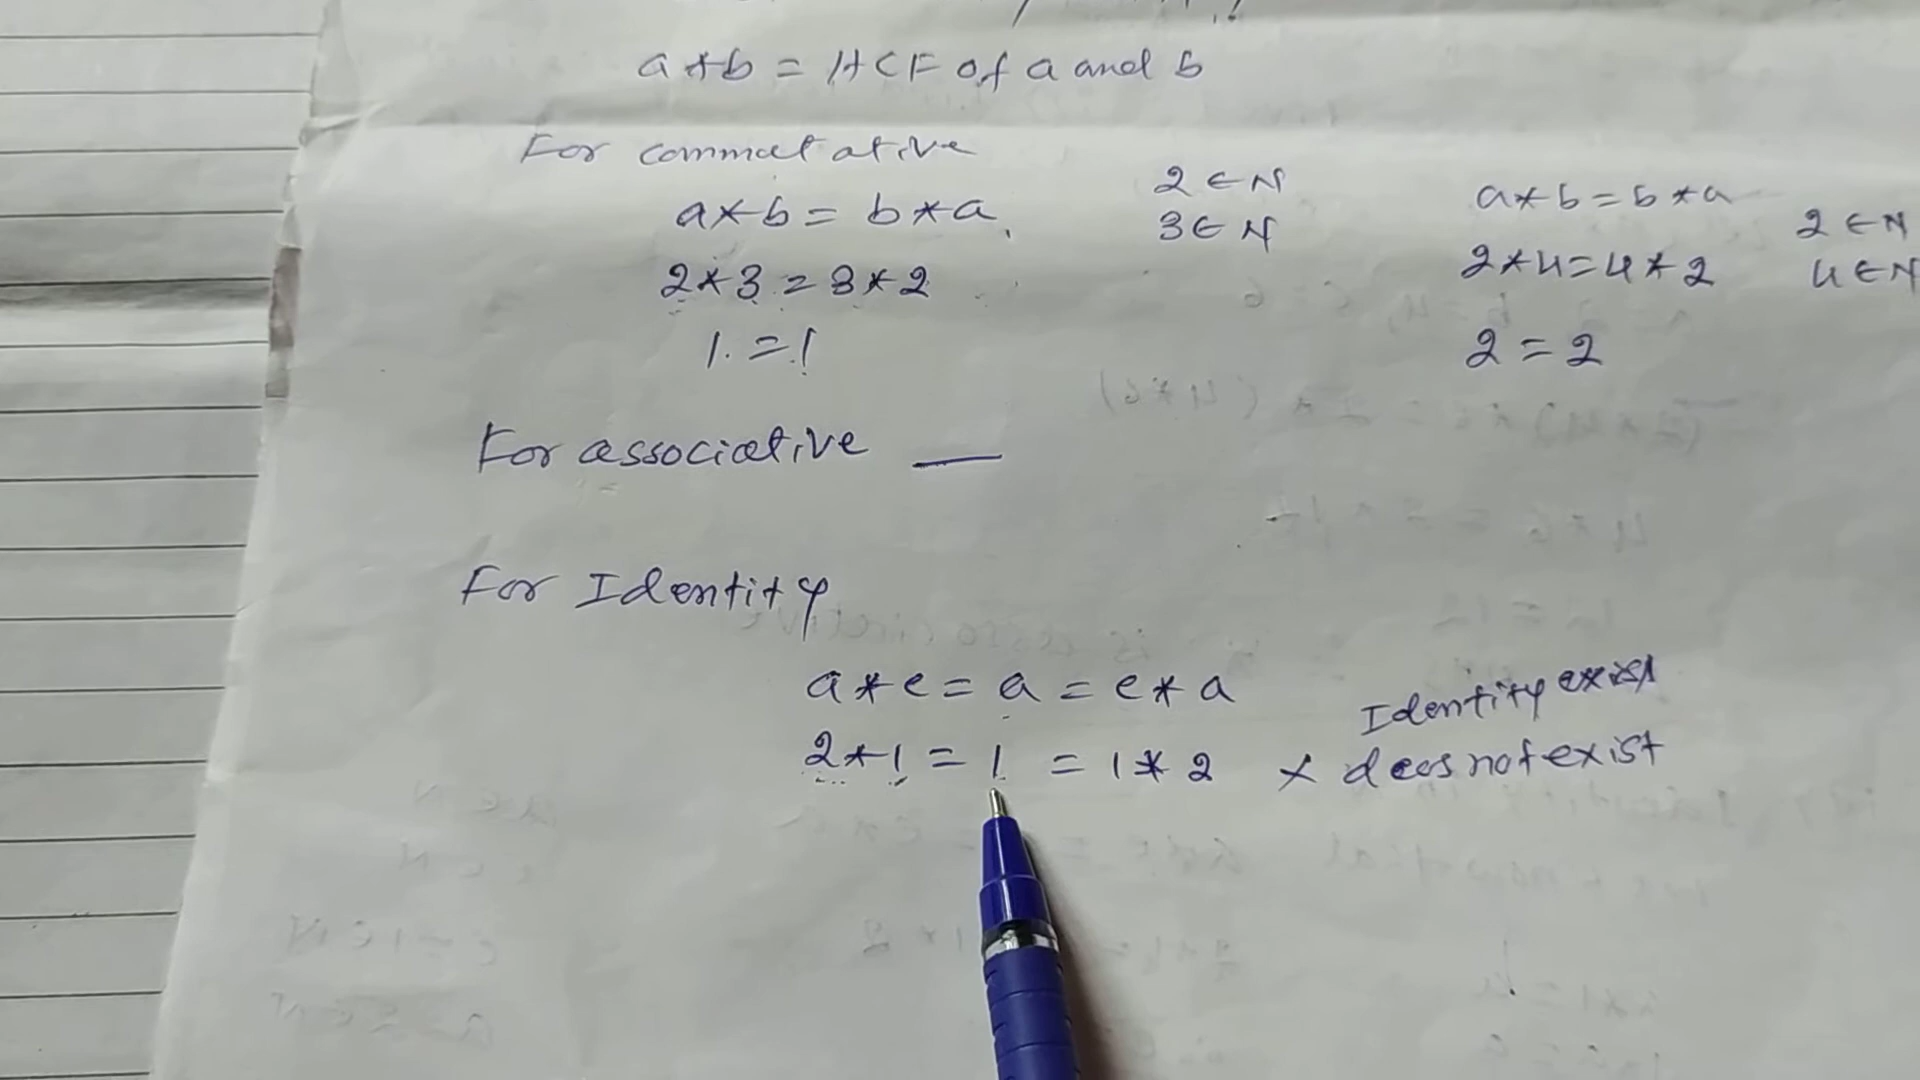 a * b = HCF of a and b
For commutative
a * b = b * a
2 * 3 = 3 * 2
1 = 1
2 ∈ N
3 ∈ N
a * b = b * a
2 * 4 = 4 * 2
2 = 2
2 ∈ N
4 ∈ N
For associative —
For Identity
a * e = a = e * a
2 * 1 = 1 = 1 * 2
Identity exist
× does not exist